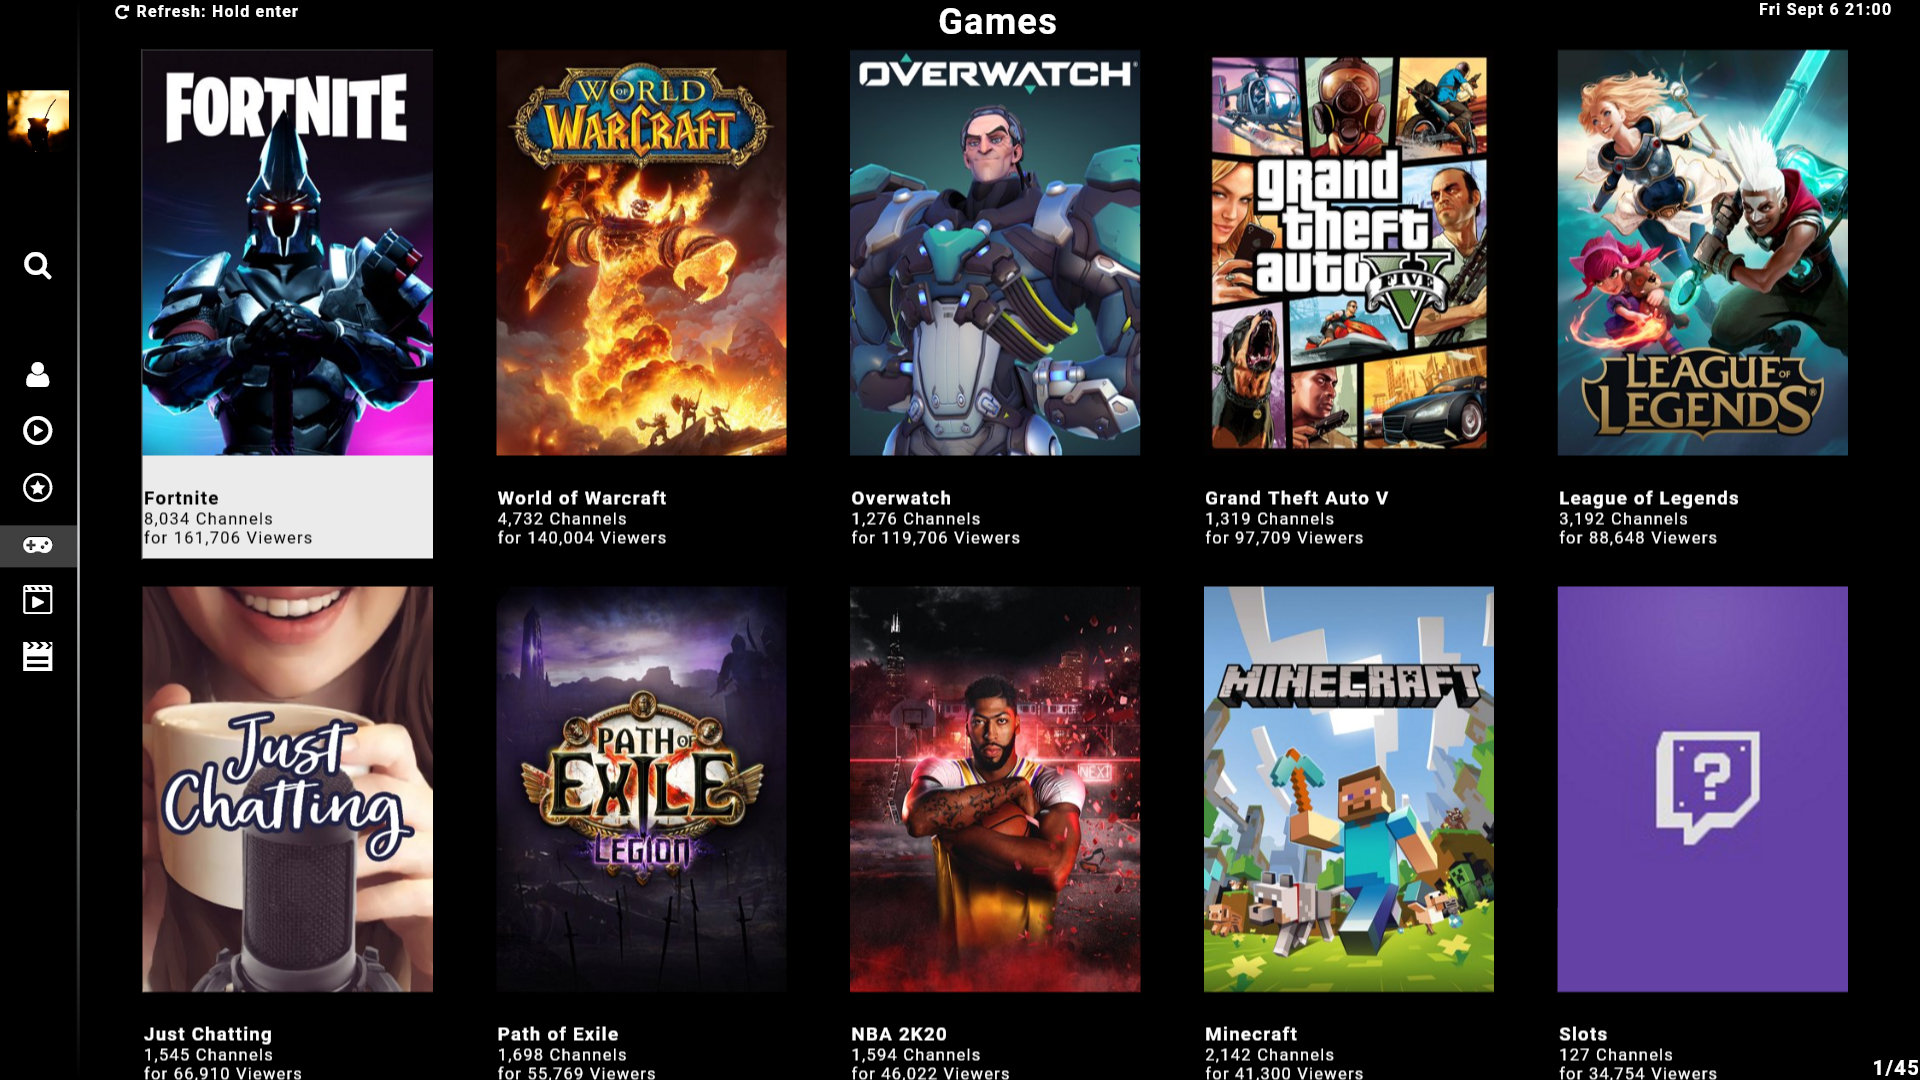 Refresh: Hold enter
Games
Fri Sept 6 21:00
FORTNITE
WORLD OF
WARCRAFT
OVERWATCH
grand
theft
auto
FIVE
LEAGUE OF
LEGENDS
Fortnite
8,034 Channels
for 161,706 Viewers
World of Warcraft
4,732 Channels
for 140,004 Viewers
Overwatch
1,276 Channels
for 119,706 Viewers
Grand Theft Auto V
1,319 Channels
for 97,709 Viewers
League of Legends
3,192 Channels
for 88,648 Viewers
Just
Chatting
PATH OF
EXILE
LEGION
NEXT
MINECRAFT
?
Just Chatting
1,545 Channels
for 66,910 Viewers
Path of Exile
1,698 Channels
for 55,769 Viewers
NBA 2K20
1,594 Channels
for 46,022 Viewers
Minecraft
2,142 Channels
for 41,300 Viewers
Slots
127 Channels
for 34,754 Viewers
1/45